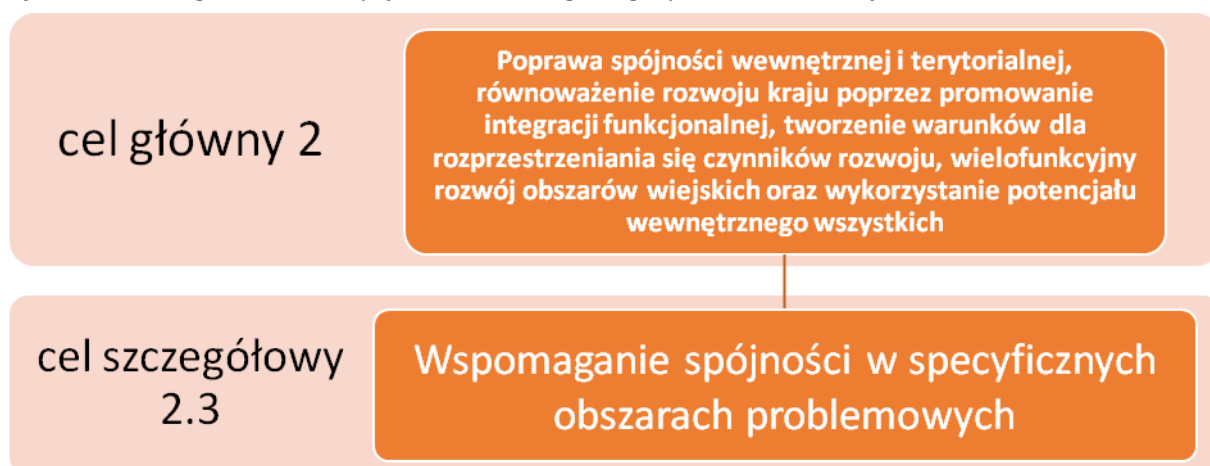 cel główny 2
Poprawa spójności wewnętrznej i terytorialnej,
równoważenie rozwoju kraju poprzez promowanie
integracji funkcjonalnej, tworzenie warunków dla
rozprzestrzeniania się czynników rozwoju, wielofunkcyjny
rozwój obszarów wiejskich oraz wykorzystanie potencjału
wewnętrznego wszystkich
cel szczegółowy
2.3
Wspomaganie spójności w specyficznych
obszarach problemowych